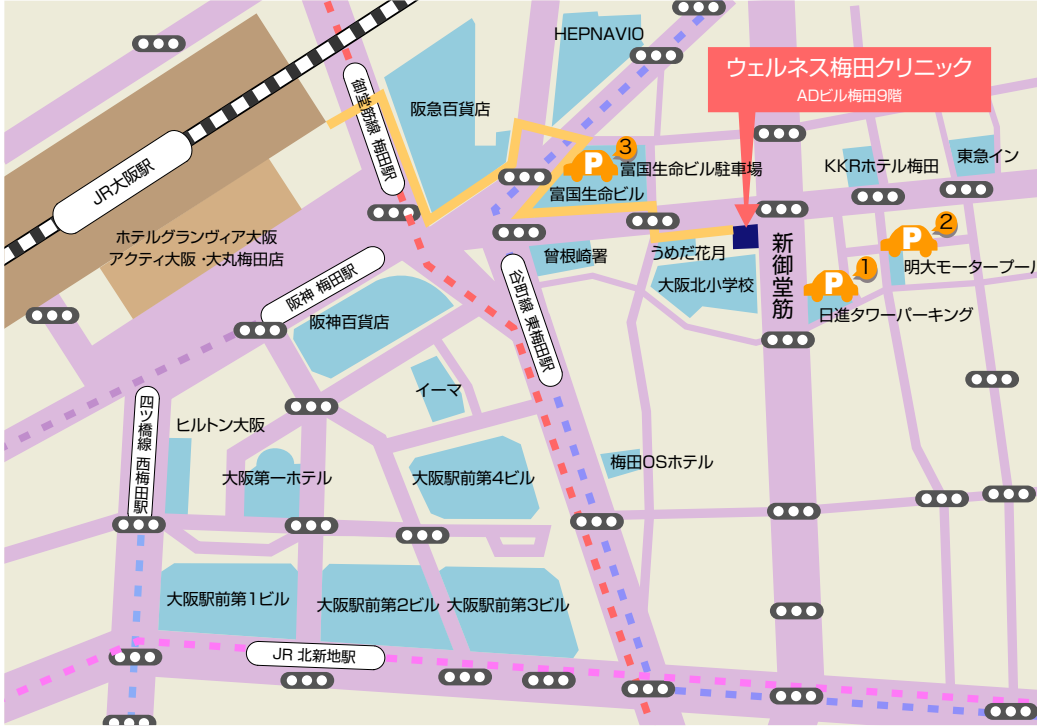 HEPNAVIO
ウェルネス梅田クリニック
ADビル梅田9階
阪急百貨店
御堂筋線 梅田駅
JR大阪駅
3
P
富国生命ビル駐車場
富国生命ビル
KKRホテル梅田
東急イン
ホテルグランヴィア大阪
アクティ大阪・大丸梅田店
曾根崎署
うめだ花月
大阪北小学校
新御堂筋
2
P
明大モータープール
1
P
日進タワーパーキング
阪神 梅田駅
阪神百貨店
谷町線 東梅田駅
イーマ
四ツ橋線 西梅田駅
ヒルトン大阪
大阪第一ホテル
大阪駅前第4ビル
梅田OSホテル
大阪駅前第1ビル
大阪駅前第2ビル
大阪駅前第3ビル
JR 北新地駅